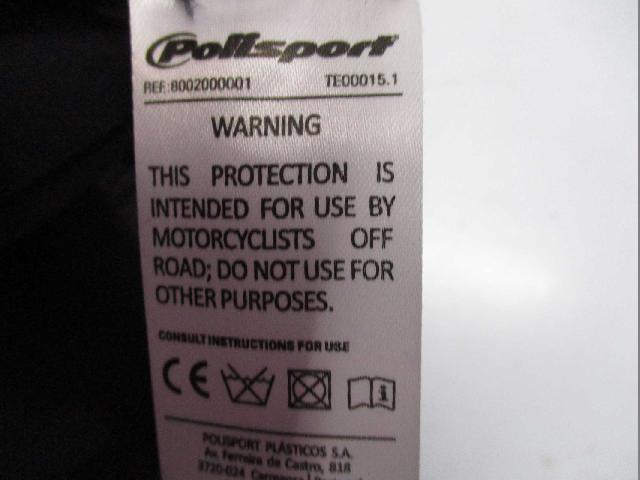 Polisport
REF.:8002000001 TE00015.1
WARNING
THIS PROTECTION IS
INTENDED FOR USE BY
MOTORCYCLISTS OFF
ROAD; DO NOT USE FOR
OTHER PURPOSES.
CONSULT INSTRUCTIONS FOR USE
CE
POLISPORT PLÁSTICOS S.A.
Av. Ferreira de Castro, 818
3720-024 Carregosa